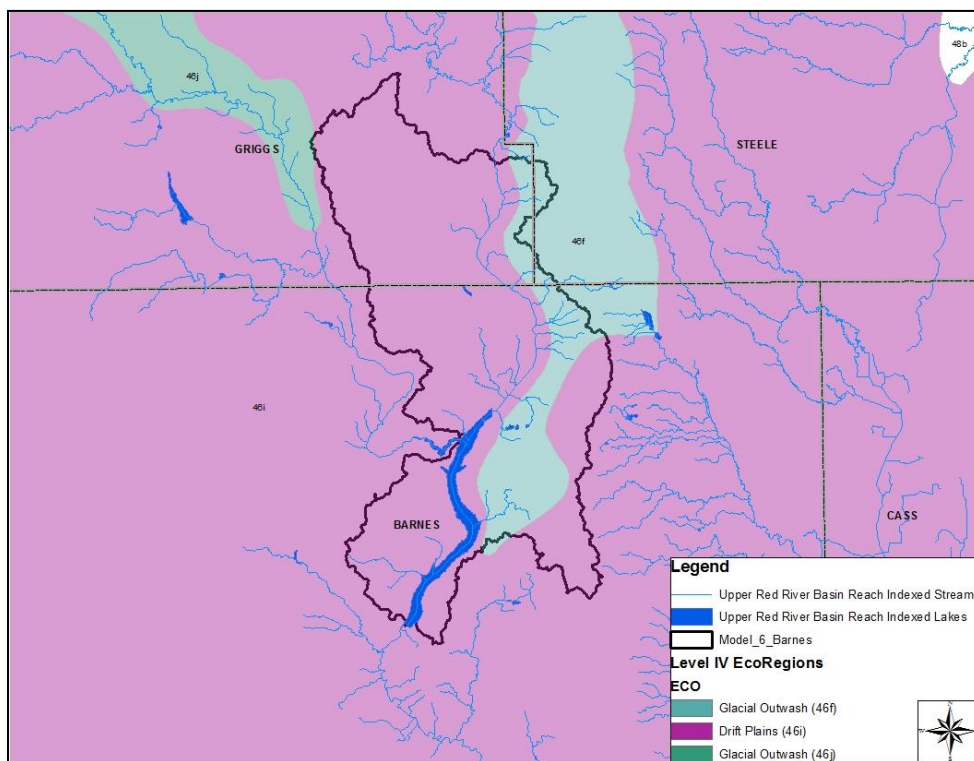 46j
48b
GRIGGS
STEELE
46f
46i
BARNES
CASS
Legend
Upper Red River Basin Reach Indexed Stream
Upper Red River Basin Reach Indexed Lakes
Model_6_Barnes
Level IV EcoRegions
ECO
Glacial Outwash (46f)
Drift Plains (46i)
Glacial Outwash (46j)
N
W
E
S